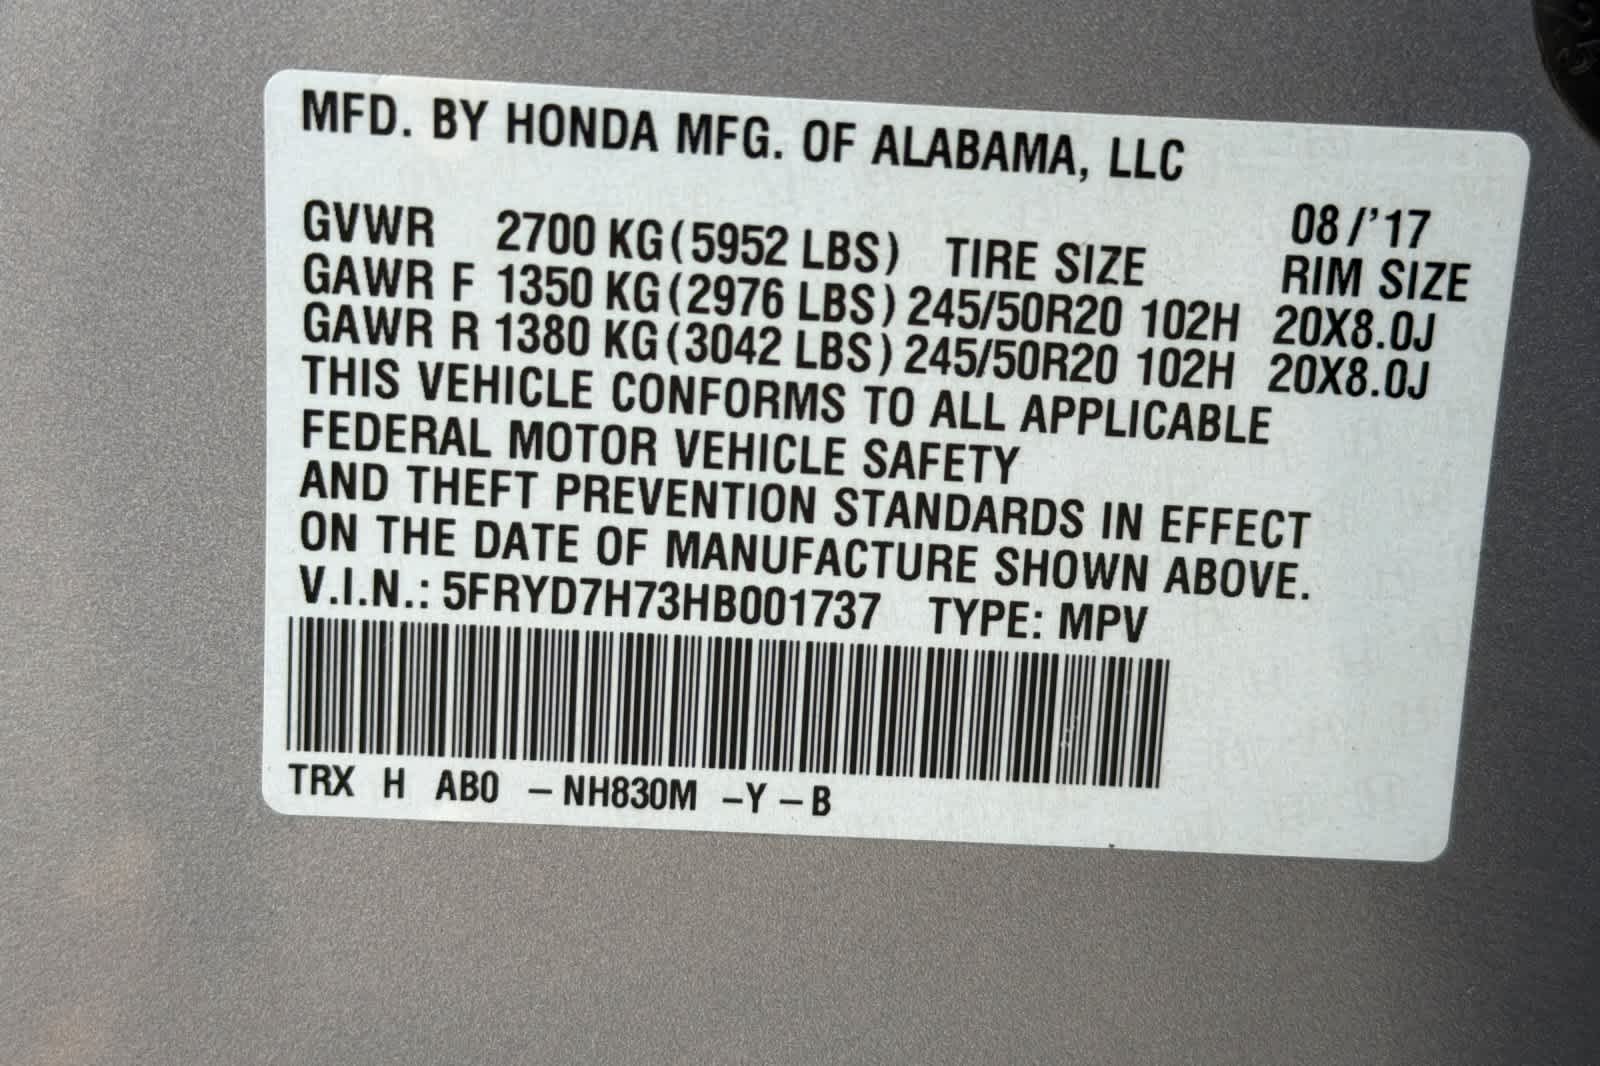 MFD. BY HONDA MFG. OF ALABAMA, LLC
08/'17
GVWR 2700 KG(5952 LBS) TIRE SIZE RIM SIZE
GAWR F 1350 KG(2976 LBS) 245/50R20 102H 20X8.0J
GAWR R 1380 KG(3042 LBS) 245/50R20 102H 20X8.0J
THIS VEHICLE CONFORMS TO ALL APPLICABLE
FEDERAL MOTOR VEHICLE SAFETY
AND THEFT PREVENTION STANDARDS IN EFFECT
ON THE DATE OF MANUFACTURE SHOWN ABOVE.
V.I.N.: 5FRYD7H73HB001737 TYPE: MPV
TRX H AB0 –NH830M –Y –B